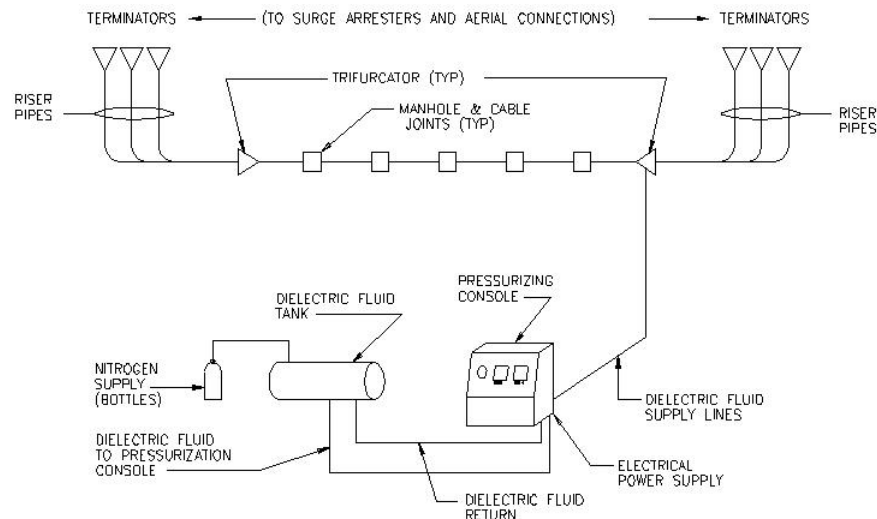 TERMINATORS
(TO SURGE ARRESTERS AND AERIAL CONNECTIONS)
TERMINATORS
TRIFURCATOR (TYP)
RISER
PIPES
MANHOLE & CABLE
JOINTS (TYP)
RISER
PIPES
PRESSURIZING
CONSOLE
DIELECTRIC FLUID
TANK
NITROGEN
SUPPLY
(BOTTLES)
DIELECTRIC FLUID
SUPPLY LINES
DIELECTRIC FLUID
TO PRESSURIZATION
CONSOLE
ELECTRICAL
POWER SUPPLY
DIELECTRIC FLUID
RETURN